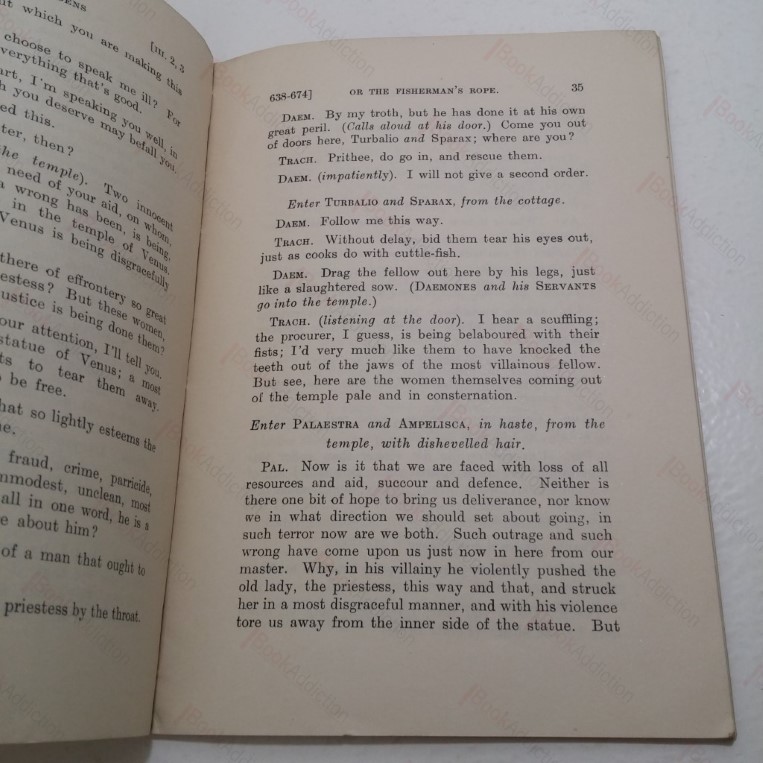 DENS
t which you are making this
[III. 2, 3
choose to speak me ill? For
everything that's good.
art, I'm speaking you well, in
h you deserve may befall you.
ed this.
ter, then?
he temple). Two innocent
need of your aid, on whom,
a wrong has been, is being,
in the temple of Venus.
Venus is being disgracefully
there of effrontery so great
estess? But these women,
justice is being done them?
our attention, I'll tell you.
statue of Venus; a most
ts to tear them away.
be free.
hat so lightly esteems the
e.
fraud, crime, parricide,
mmodest, unclean, most
all in one word, he is a
e about him?
of a man that ought to
priestess by the throat.
638-674] OR THE FISHERMAN'S ROPE. 35
DAEM. By my troth, but he has done it at his own
great peril. (Calls aloud at his door.) Come you out
of doors here, Turbalio and Sparax; where are you?
TRACH. Prithee, do go in, and rescue them.
DAEM. (impatiently). I will not give a second order.
Enter TURBALIO and SPARAX, from the cottage.
DAEM. Follow me this way.
TRACH. Without delay, bid them tear his eyes out,
just as cooks do with cuttle-fish.
DAEM. Drag the fellow out here by his legs, just
like a slaughtered sow. (DAEMONES and his SERVANTS
go into the temple.)
TRACH. (listening at the door). I hear a scuffling;
the procurer, I guess, is being belaboured with their
fists; I'd very much like them to have knocked the
teeth out of the jaws of the most villainous fellow.
But see, here are the women themselves coming out
of the temple pale and in consternation.
Enter PALAESTRA and AMPELISCA, in haste, from the
temple, with dishevelled hair.
PAL. Now is it that we are faced with loss of all
resources and aid, succour and defence. Neither is
there one bit of hope to bring us deliverance, nor know
we in what direction we should set about going, in
such terror now are we both. Such outrage and such
wrong have come upon us just now in here from our
master. Why, in his villainy he violently pushed the
old lady, the priestess, this way and that, and struck
her in a most disgraceful manner, and with his violence
tore us away from the inner side of the statue. But
BookAddiction